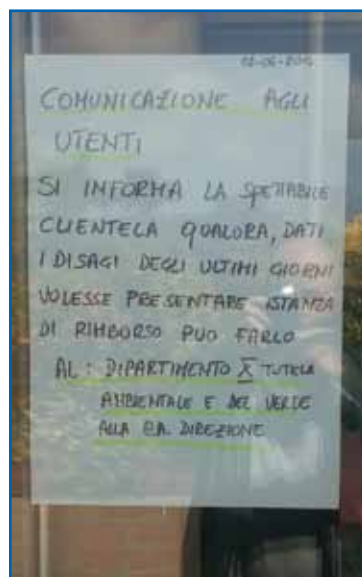 COMUNICAZIONE AGLI
UTENTI
SI INFORMA LA SPETTABILE
CLIENTELA QUALORA, DATI
I DISAGI DEGLI ULTIMI GIORNI
VOLESSE PRESENTARE ISTANZA
DI RIMBORSO PUO FARLO
AL: DIPARTIMENTO X TUTELA
AMBIENTALE E DEL VERDE
ALLA C.A. DIREZIONE